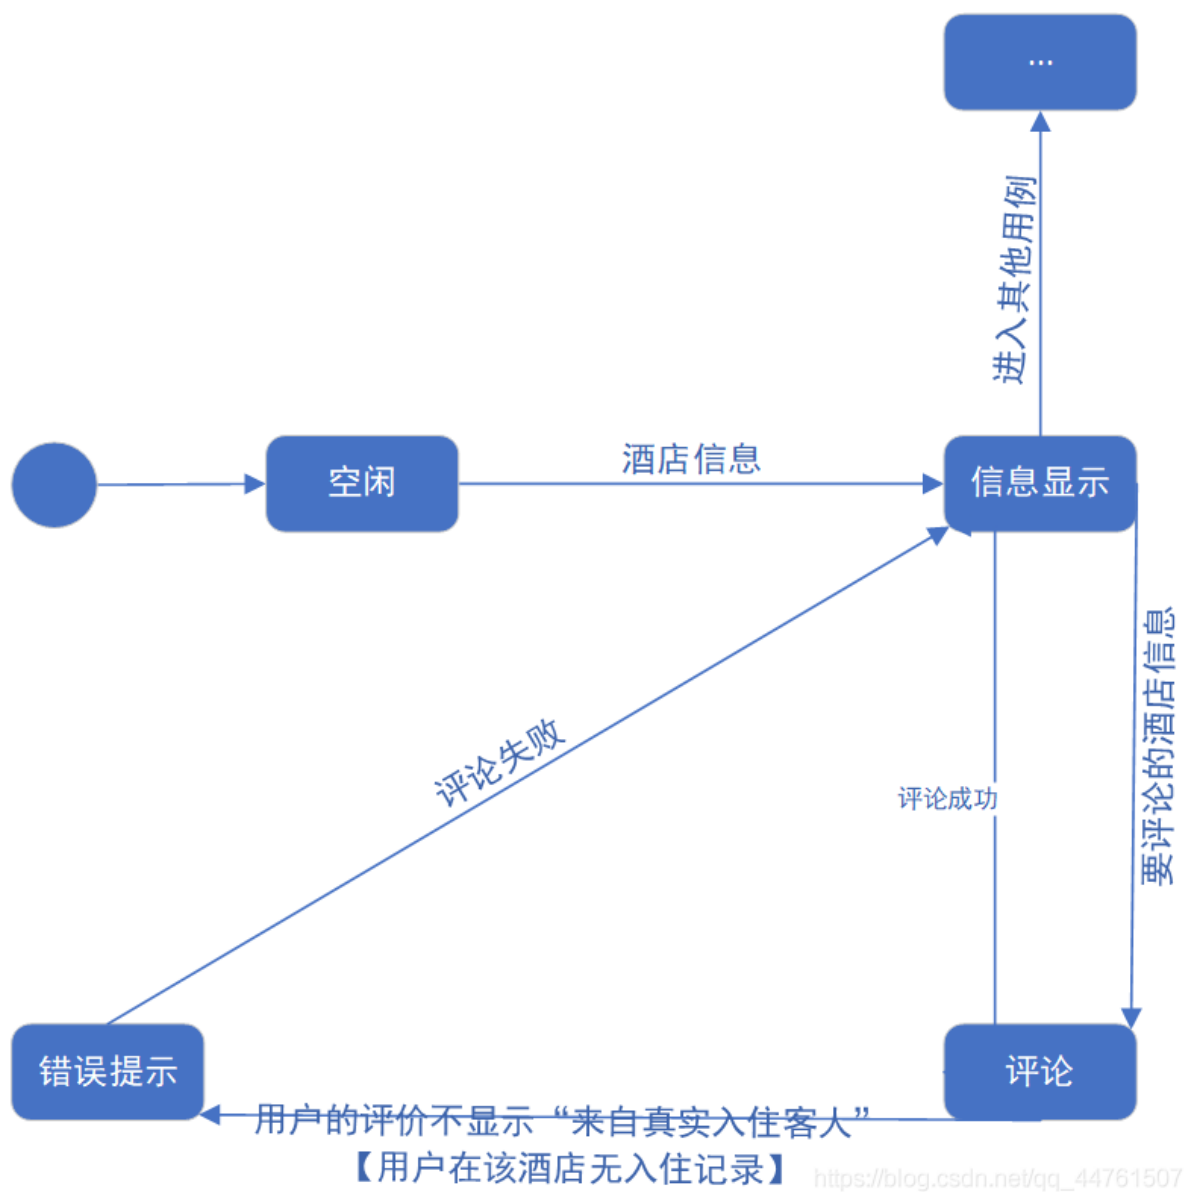 ...
进入其他用例
空闲
酒店信息
信息显示
评论失败
评论成功
要评论的酒店信息
错误提示
评论
用户的评价不显示“来自真实入住客人”
【用户在该酒店无入住记录】
https://blog.csdn.net/qq_44761507